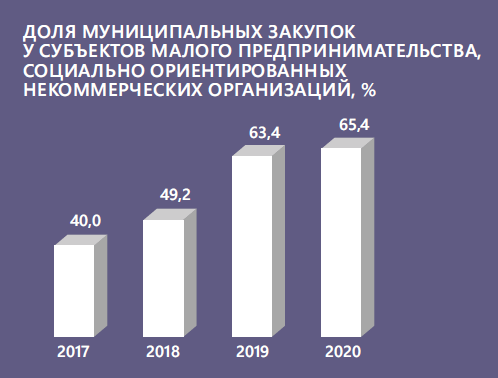 ДОЛЯ МУНИЦИПАЛЬНЫХ ЗАКУПОК
У СУБЪЕКТОВ МАЛОГО ПРЕДПРИНИМАТЕЛЬСТВА,
СОЦИАЛЬНО ОРИЕНТИРОВАННЫХ
НЕКОММЕРЧЕСКИХ ОРГАНИЗАЦИЙ, %
40,0
49,2
63,4
65,4
2017
2018
2019
2020